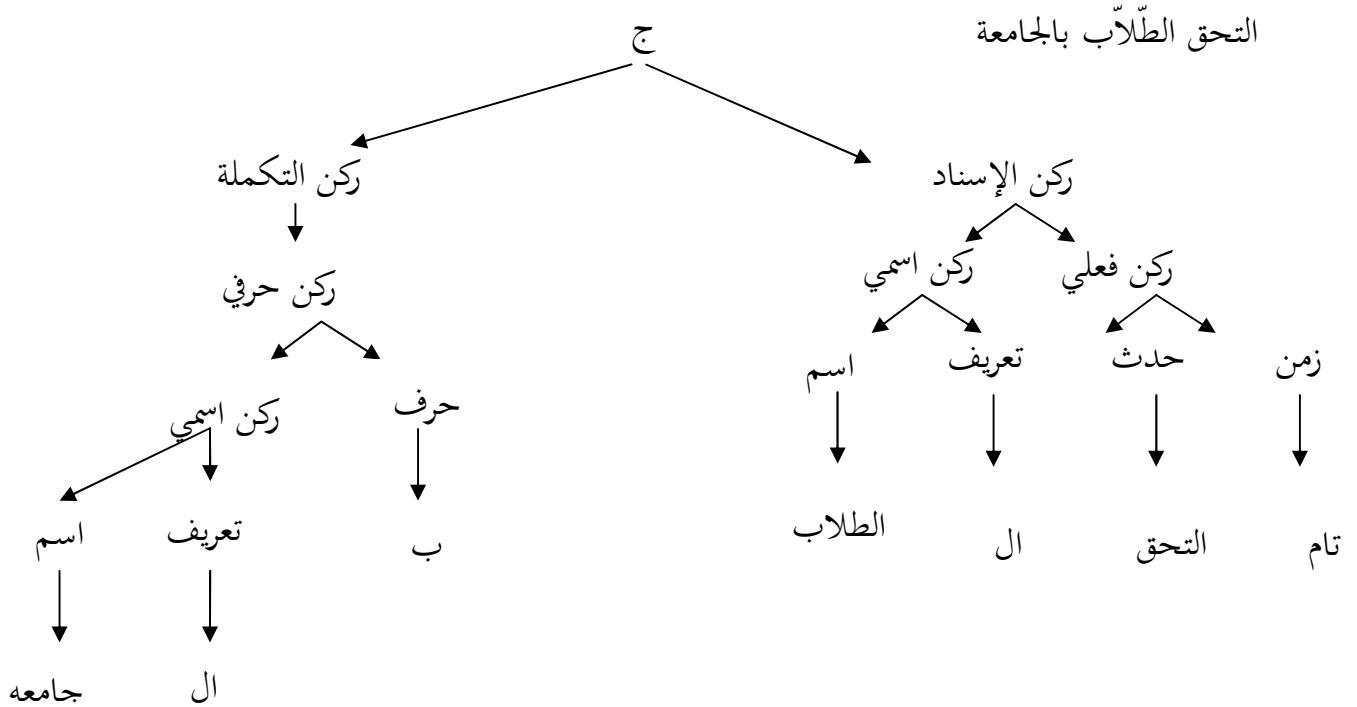 التحق الطّلاّب بالجامعة
ج
ركن الإسناد ركن التكملة
ركن فعلي ركن اسمي ركن حرفي
زمن حدث تعريف اسم حرف ركن اسمي
تام التحق ال الطلاب ب تعريف اسم
ال جامعه